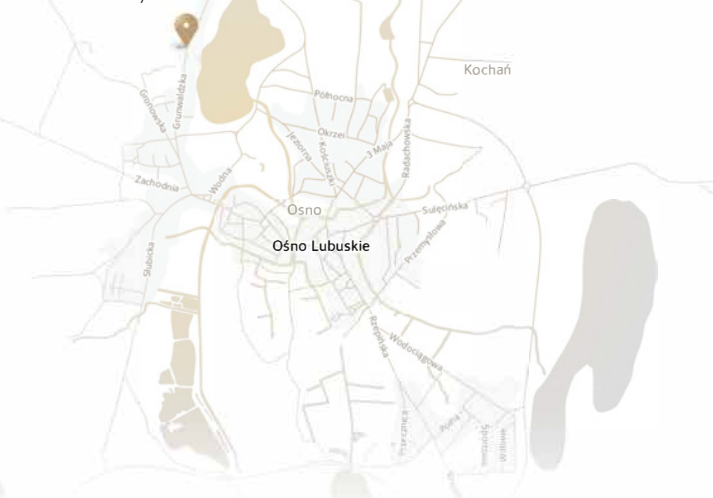 Kochań
Grunwaldzka
Gronowska
Północna
Okrzei
Jeziorna
Kościuszki
3 Maja
Radachowska
Zachodnia
Wodna
Osno
Sulęcińska
Ośno Lubuskie
Przemysłowa
Słubicka
Rzepińska
Wodociągowa
Polna
Sportowa